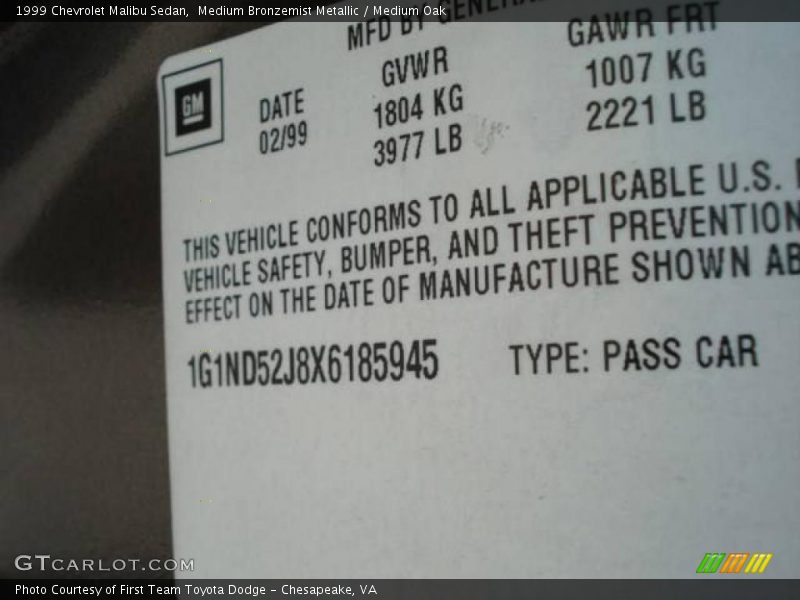 1999 Chevrolet Malibu Sedan,  Medium Bronzemist Metallic / Medium Oak
MFD BY GENERAL
GVWR GAWR FRT
GM DATE 1804 KG 1007 KG
02/99 3977 LB 2221 LB
THIS VEHICLE CONFORMS TO ALL APPLICABLE U.S.
VEHICLE SAFETY, BUMPER, AND THEFT PREVENTION
EFFECT ON THE DATE OF MANUFACTURE SHOWN AB
1G1ND52J8X6185945 TYPE: PASS CAR
GTCARLOT.COM
Photo Courtesy of First Team Toyota Dodge – Chesapeake, VA